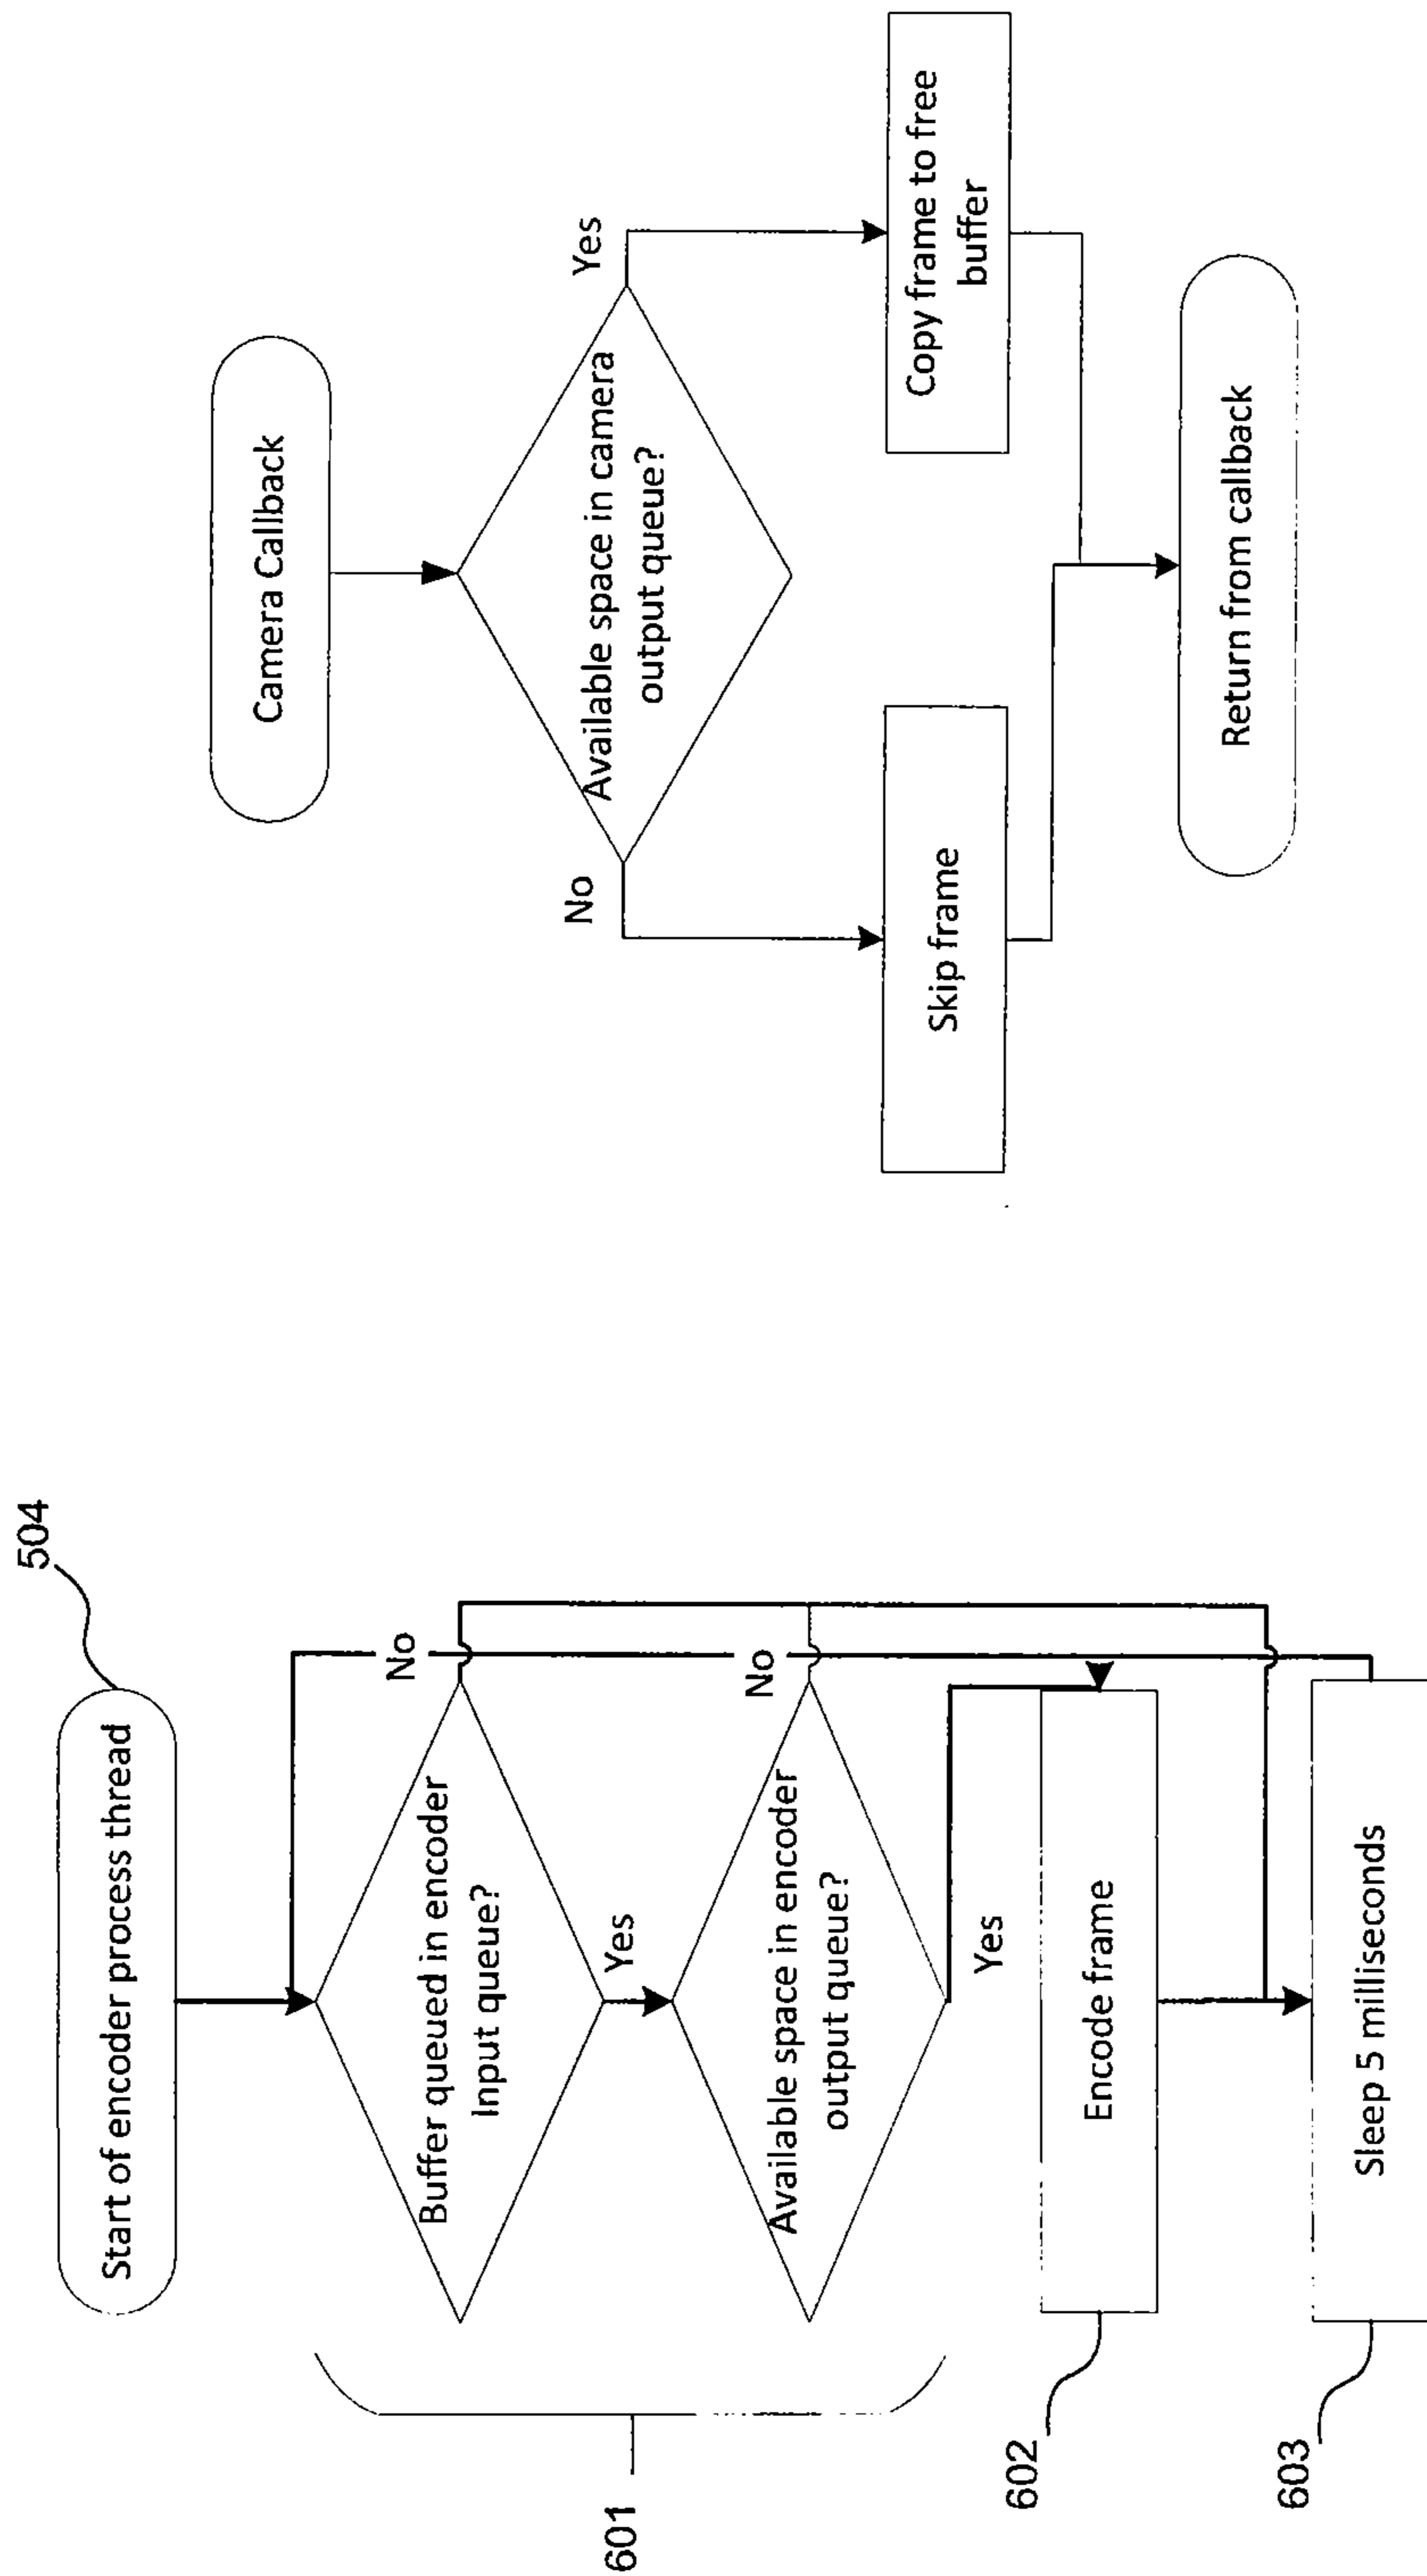 504
Start of encoder process thread
Buffer queued in encoder
Input queue?
No
Yes
601
Available space in encoder
output queue?
No
Yes
602
Encode frame
603
Sleep 5 milliseconds
Camera Callback
Available space in camera
output queue?
No
Yes
Skip frame
Copy frame to free
buffer
Return from callback